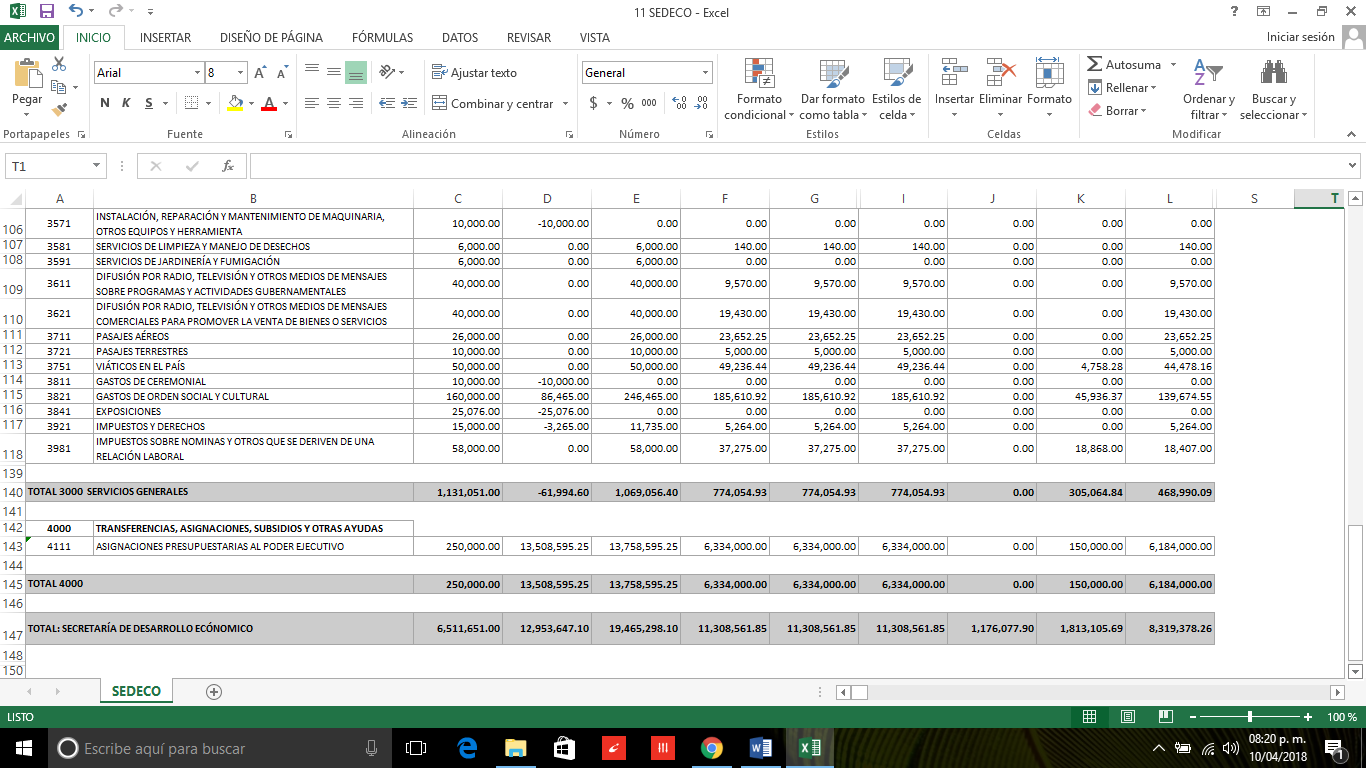 11 SEDECO - Excel
?
ARCHIVO INICIO INSERTAR DISEÑO DE PÁGINA FÓRMULAS DATOS REVISAR VISTA Iniciar sesión
Pegar
Arial 8
N K S
Ajustar texto
Combinar y centrar
General
$ % 000
Formato condicional
Dar formato como tabla
Estilos de celda
Insertar Eliminar Formato
Autosuma
Rellenar
Borrar
Ordenar y filtrar
Buscar y seleccionar
Portapapeles Fuente Alineación Número Estilos Celdas Modificar
T1 fx
A B C D E F G I J K L S T
106 3571 INSTALACIÓN, REPARACIÓN Y MANTENIMIENTO DE MAQUINARIA, 10,000.00 -10,000.00 0.00 0.00 0.00 0.00 0.00 0.00 0.00
OTROS EQUIPOS Y HERRAMIENTA
107 3581 SERVICIOS DE LIMPIEZA Y MANEJO DE DESECHOS 6,000.00 0.00 6,000.00 140.00 140.00 140.00 0.00 0.00 140.00
108 3591 SERVICIOS DE JARDINERÍA Y FUMIGACIÓN 6,000.00 0.00 6,000.00 0.00 0.00 0.00 0.00 0.00 0.00
109 3611 DIFUSIÓN POR RADIO, TELEVISIÓN Y OTROS MEDIOS DE MENSAJES 40,000.00 0.00 40,000.00 9,570.00 9,570.00 9,570.00 0.00 0.00 9,570.00
SOBRE PROGRAMAS Y ACTIVIDADES GUBERNAMENTALES
110 3621 DIFUSIÓN POR RADIO, TELEVISIÓN Y OTROS MEDIOS DE MENSAJES 40,000.00 0.00 40,000.00 19,430.00 19,430.00 19,430.00 0.00 0.00 19,430.00
COMERCIALES PARA PROMOVER LA VENTA DE BIENES O SERVICIOS
111 3711 PASAJES AÉREOS 26,000.00 0.00 26,000.00 23,652.25 23,652.25 23,652.25 0.00 0.00 23,652.25
112 3721 PASAJES TERRESTRES 10,000.00 0.00 10,000.00 5,000.00 5,000.00 5,000.00 0.00 0.00 5,000.00
113 3751 VIÁTICOS EN EL PAÍS 50,000.00 0.00 50,000.00 49,236.44 49,236.44 49,236.44 0.00 4,758.28 44,478.16
114 3811 GASTOS DE CEREMONIAL 10,000.00 -10,000.00 0.00 0.00 0.00 0.00 0.00 0.00 0.00
115 3821 GASTOS DE ORDEN SOCIAL Y CULTURAL 160,000.00 86,465.00 246,465.00 185,610.92 185,610.92 185,610.92 0.00 45,936.37 139,674.55
116 3841 EXPOSICIONES 25,076.00 -25,076.00 0.00 0.00 0.00 0.00 0.00 0.00 0.00
117 3921 IMPUESTOS Y DERECHOS 15,000.00 -3,265.00 11,735.00 5,264.00 5,264.00 5,264.00 0.00 0.00 5,264.00
118 3981 IMPUESTOS SOBRE NOMINAS Y OTROS QUE SE DERIVEN DE UNA 58,000.00 0.00 58,000.00 37,275.00 37,275.00 37,275.00 0.00 18,868.00 18,407.00
RELACIÓN LABORAL
139
140 TOTAL 3000 SERVICIOS GENERALES 1,131,051.00 -61,994.60 1,069,056.40 774,054.93 774,054.93 774,054.93 0.00 305,064.84 468,990.09
141
142 4000 TRANSFERENCIAS, ASIGNACIONES, SUBSIDIOS Y OTRAS AYUDAS
143 4111 ASIGNACIONES PRESUPUESTARIAS AL PODER EJECUTIVO 250,000.00 13,508,595.25 13,758,595.25 6,334,000.00 6,334,000.00 6,334,000.00 0.00 150,000.00 6,184,000.00
144
145 TOTAL 4000 250,000.00 13,508,595.25 13,758,595.25 6,334,000.00 6,334,000.00 6,334,000.00 0.00 150,000.00 6,184,000.00
146
147 TOTAL: SECRETARÍA DE DESARROLLO ECÓNOMICO 6,511,651.00 12,953,647.10 19,465,298.10 11,308,561.85 11,308,561.85 11,308,561.85 1,176,077.90 1,813,105.69 8,319,378.26
148
150
SEDECO
LISTO 100 %
Escribe aquí para buscar
08:20 p. m.
10/04/2018
1